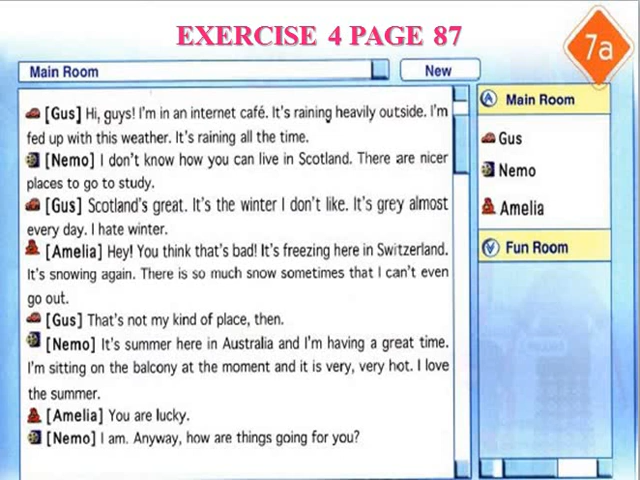 EXERCISE 4 PAGE 87
7a
Main Room
New
[Gus] Hi, guys! I'm in an internet café. It's raining heavily outside. I'm
fed up with this weather. It's raining all the time.
[Nemo] I don't know how you can live in Scotland. There are nicer
places to go to study.
[Gus] Scotland's great. It's the winter I don't like. It's grey almost
every day. I hate winter.
[Amelia] Hey! You think that's bad! It's freezing here in Switzerland.
It's snowing again. There is so much snow sometimes that I can't even
go out.
[Gus] That's not my kind of place, then.
[Nemo] It's summer here in Australia and I'm having a great time.
I'm sitting on the balcony at the moment and it is very, very hot. I love
the summer.
[Amelia] You are lucky.
[Nemo] I am. Anyway, how are things going for you?
Main Room
Gus
Nemo
Amelia
Fun Room